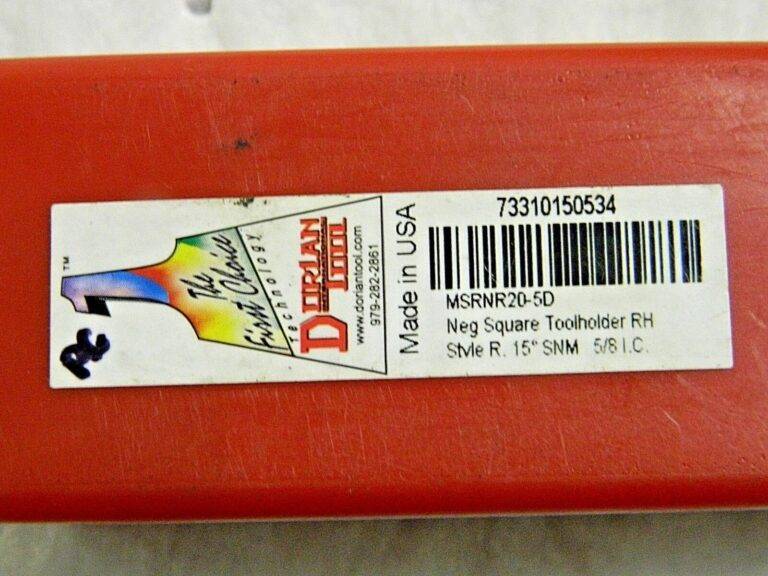 ™
The
First Choice
Technology
DORIAN
TOOL
INTERNATIONAL
www.doriantool.com
979-282-2861
Made in USA
73310150534
MSRNR20-5D
Neg Square Toolholder RH
Style R. 15° SNM 5/8 I.C.